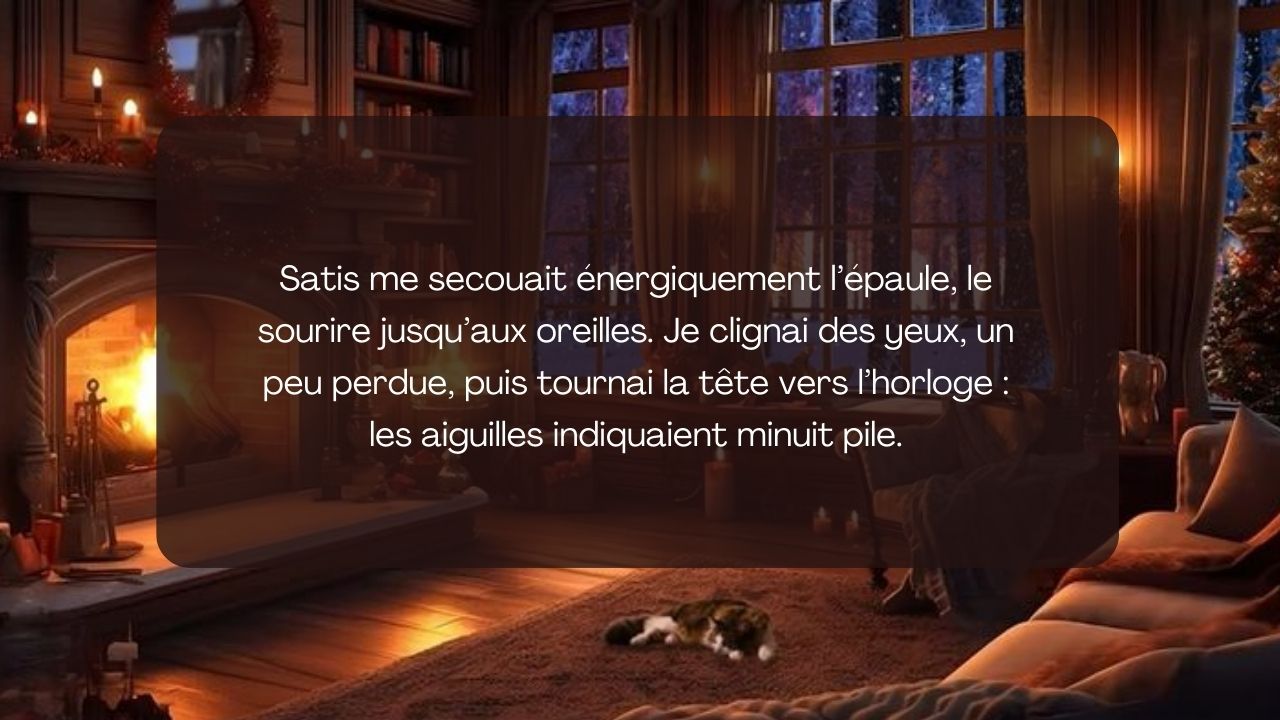 Satis me secouait énergiquement l’épaule, le
sourire jusqu’aux oreilles. Je clignai des yeux, un
peu perdue, puis tournai la tête vers l’horloge :
les aiguilles indiquaient minuit pile.